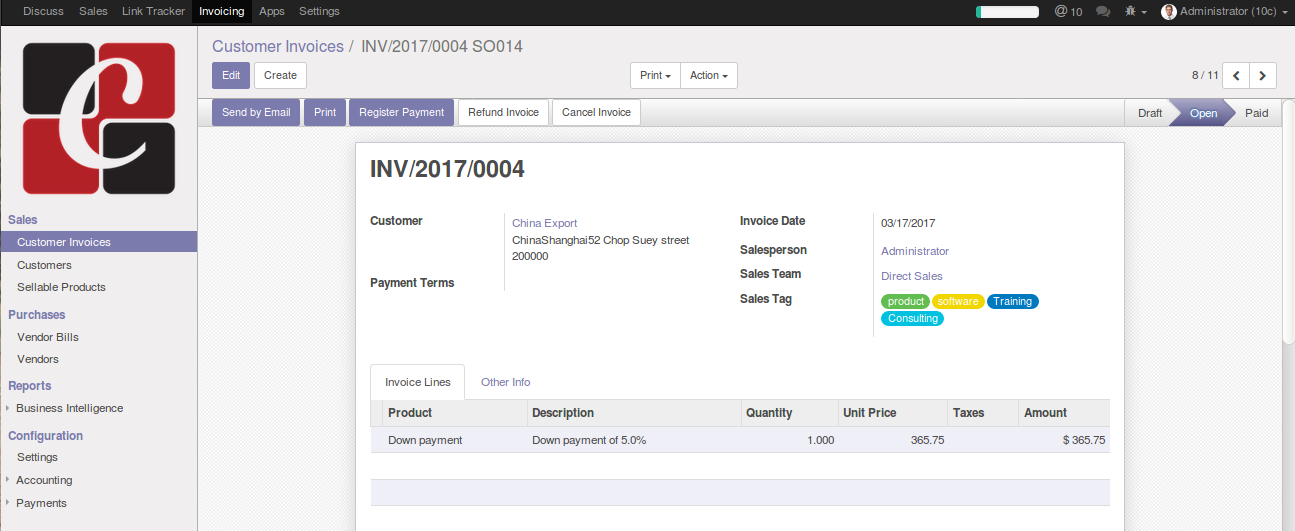 Discuss Sales Link Tracker Invoicing Apps Settings @ 10 Administrator (10c)
Customer Invoices / INV/2017/0004 SO014
Edit Create Print Action 8 / 11
Send by Email Print Register Payment Refund Invoice Cancel Invoice Draft Open Paid
C
INV/2017/0004
Customer China Export
ChinaShanghai52 Chop Suey street
200000
Payment Terms
Invoice Date 03/17/2017
Salesperson Administrator
Sales Team Direct Sales
Sales Tag product software Training
Consulting
Sales
Customer Invoices
Customers
Sellable Products
Purchases
Vendor Bills
Vendors
Reports
Business Intelligence
Configuration
Settings
Accounting
Payments
Invoice Lines Other Info
Product Description Quantity Unit Price Taxes Amount
Down payment Down payment of 5.0% 1.000 365.75 $ 365.75